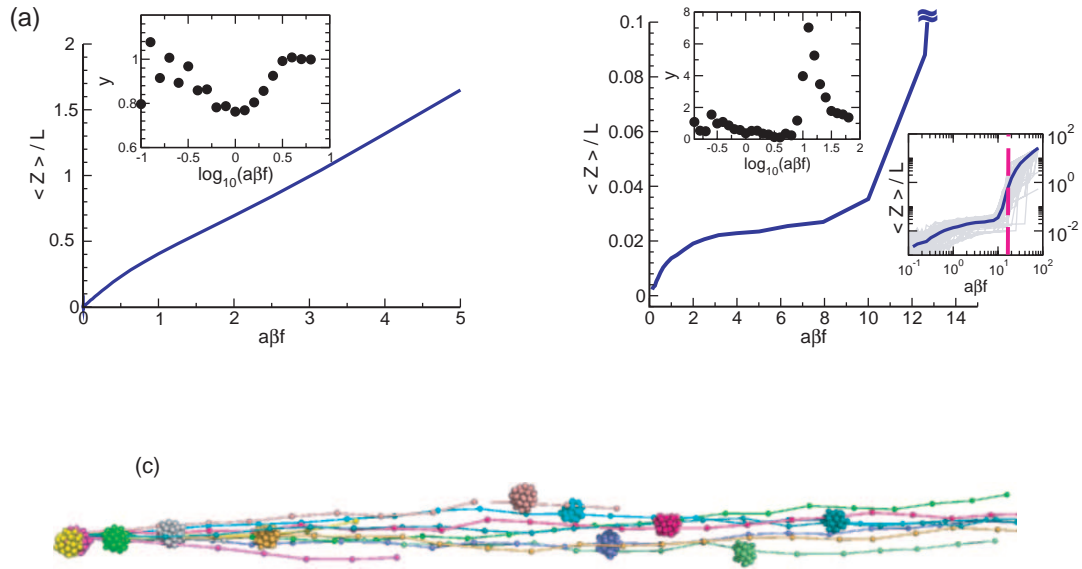 (a)
< Z > / L
2
1.5
1.0
0.5
0
0 1 2 3 4 5
aβf
y
1
0.8
0.6
-1 -0.5 0 0.5 1
log10(aβf)
< Z > / L
0.1
0.08
0.06
0.04
0.02
0
0 2 4 6 8 10 12 14
aβf
y
8
6
4
2
0
-0.5 0 0.5 1 1.5 2
log10(aβf)
< Z > / L
10^2
10^0
10^-2
10^-1 10^0 10^1 10^2
aβf
(c)